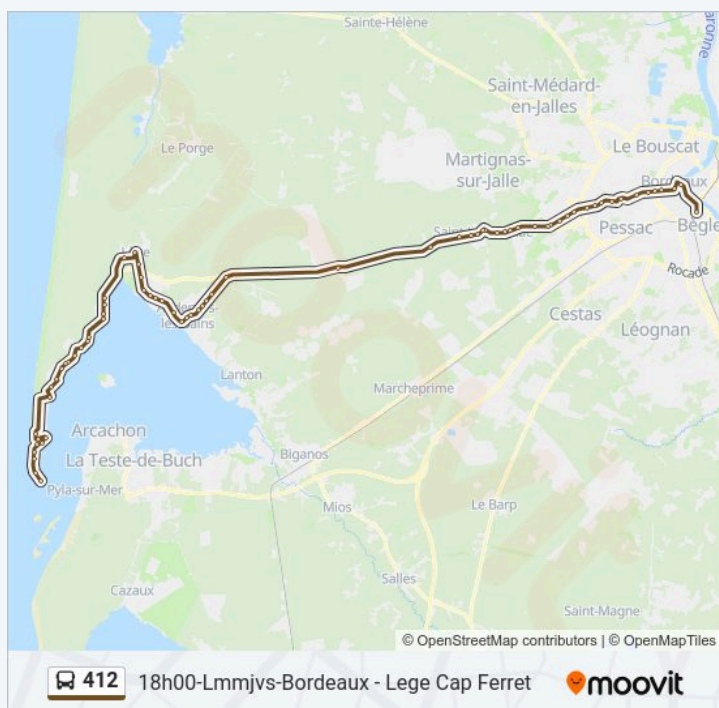 Sainte-Hélène
Saint-Médard-
en-Jalles
Le Porge
Le Bouscat
Martignas-
sur-Jalle
Pessac
Rocade
Cestas
Léognan
Lanton
Marcheprime
Arcachon
La Teste-de-Buch
Biganos
Pyla-sur-Mer
Mios
Le Barp
Salles
Cazaux
Saint-Magne
© OpenStreetMap contributors | © OpenMapTiles
412 18h00-Lmmjvs-Bordeaux - Lege Cap Ferret moovit